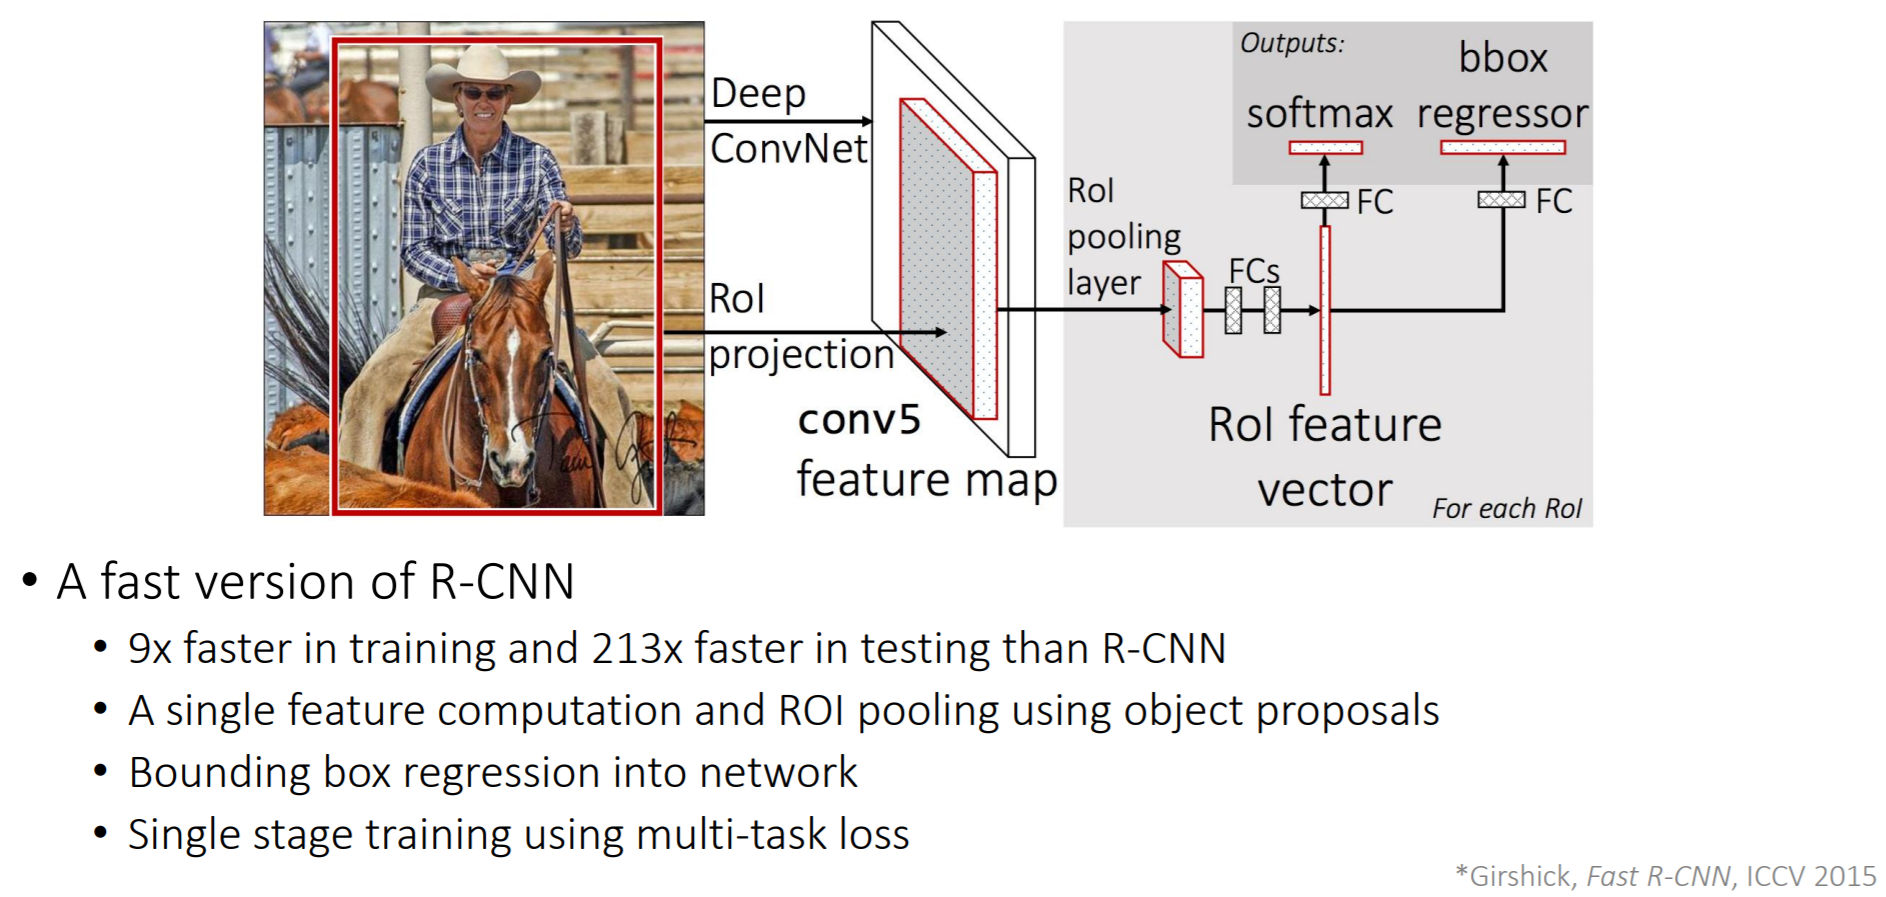 Deep
ConvNet
RoI
projection
conv5
feature map
Outputs:
softmax
bbox
regressor
RoI
pooling
layer
FC
FC
FCs
RoI feature
vector
For each RoI
• A fast version of R-CNN
• 9x faster in training and 213x faster in testing than R-CNN
• A single feature computation and ROI pooling using object proposals
• Bounding box regression into network
• Single stage training using multi-task loss
*Girshick, Fast R-CNN, ICCV 2015